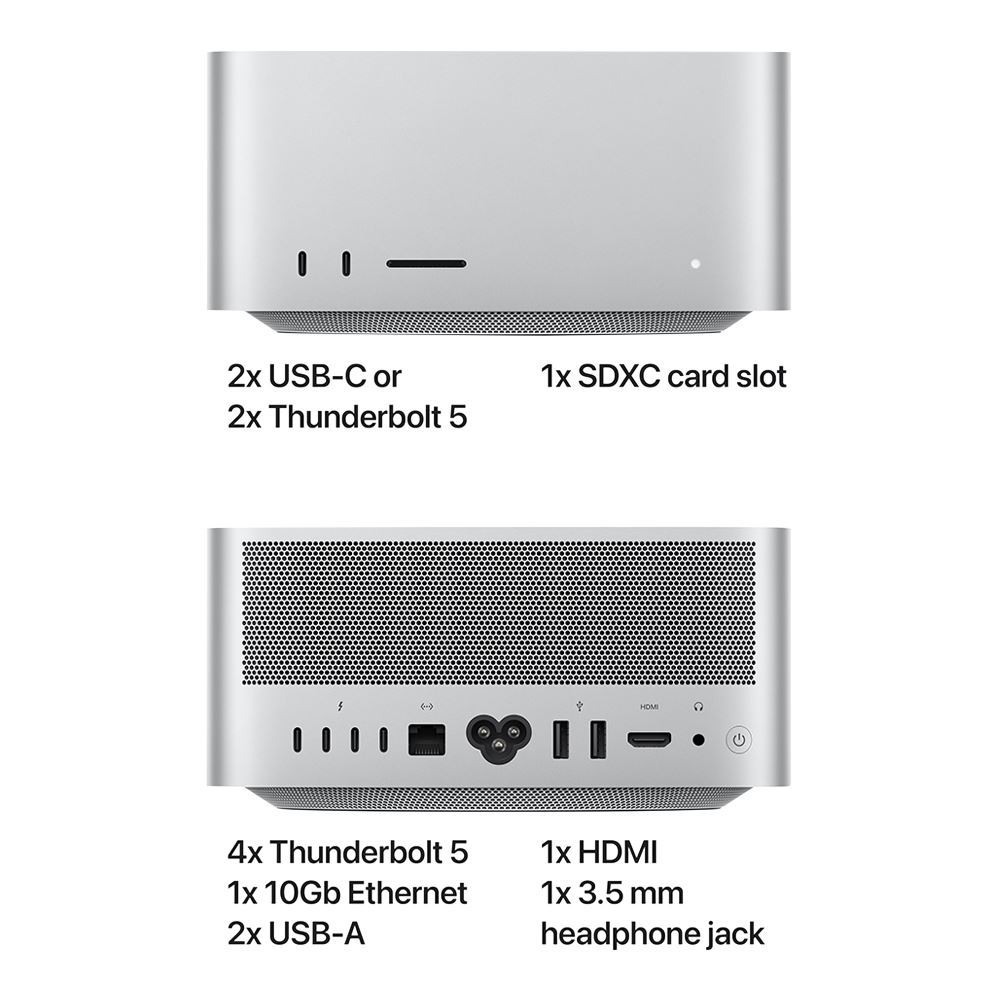 2x USB-C or
2x Thunderbolt 5
1x SDXC card slot
HDMI
4x Thunderbolt 5
1x 10Gb Ethernet
2x USB-A
1x HDMI
1x 3.5 mm
headphone jack